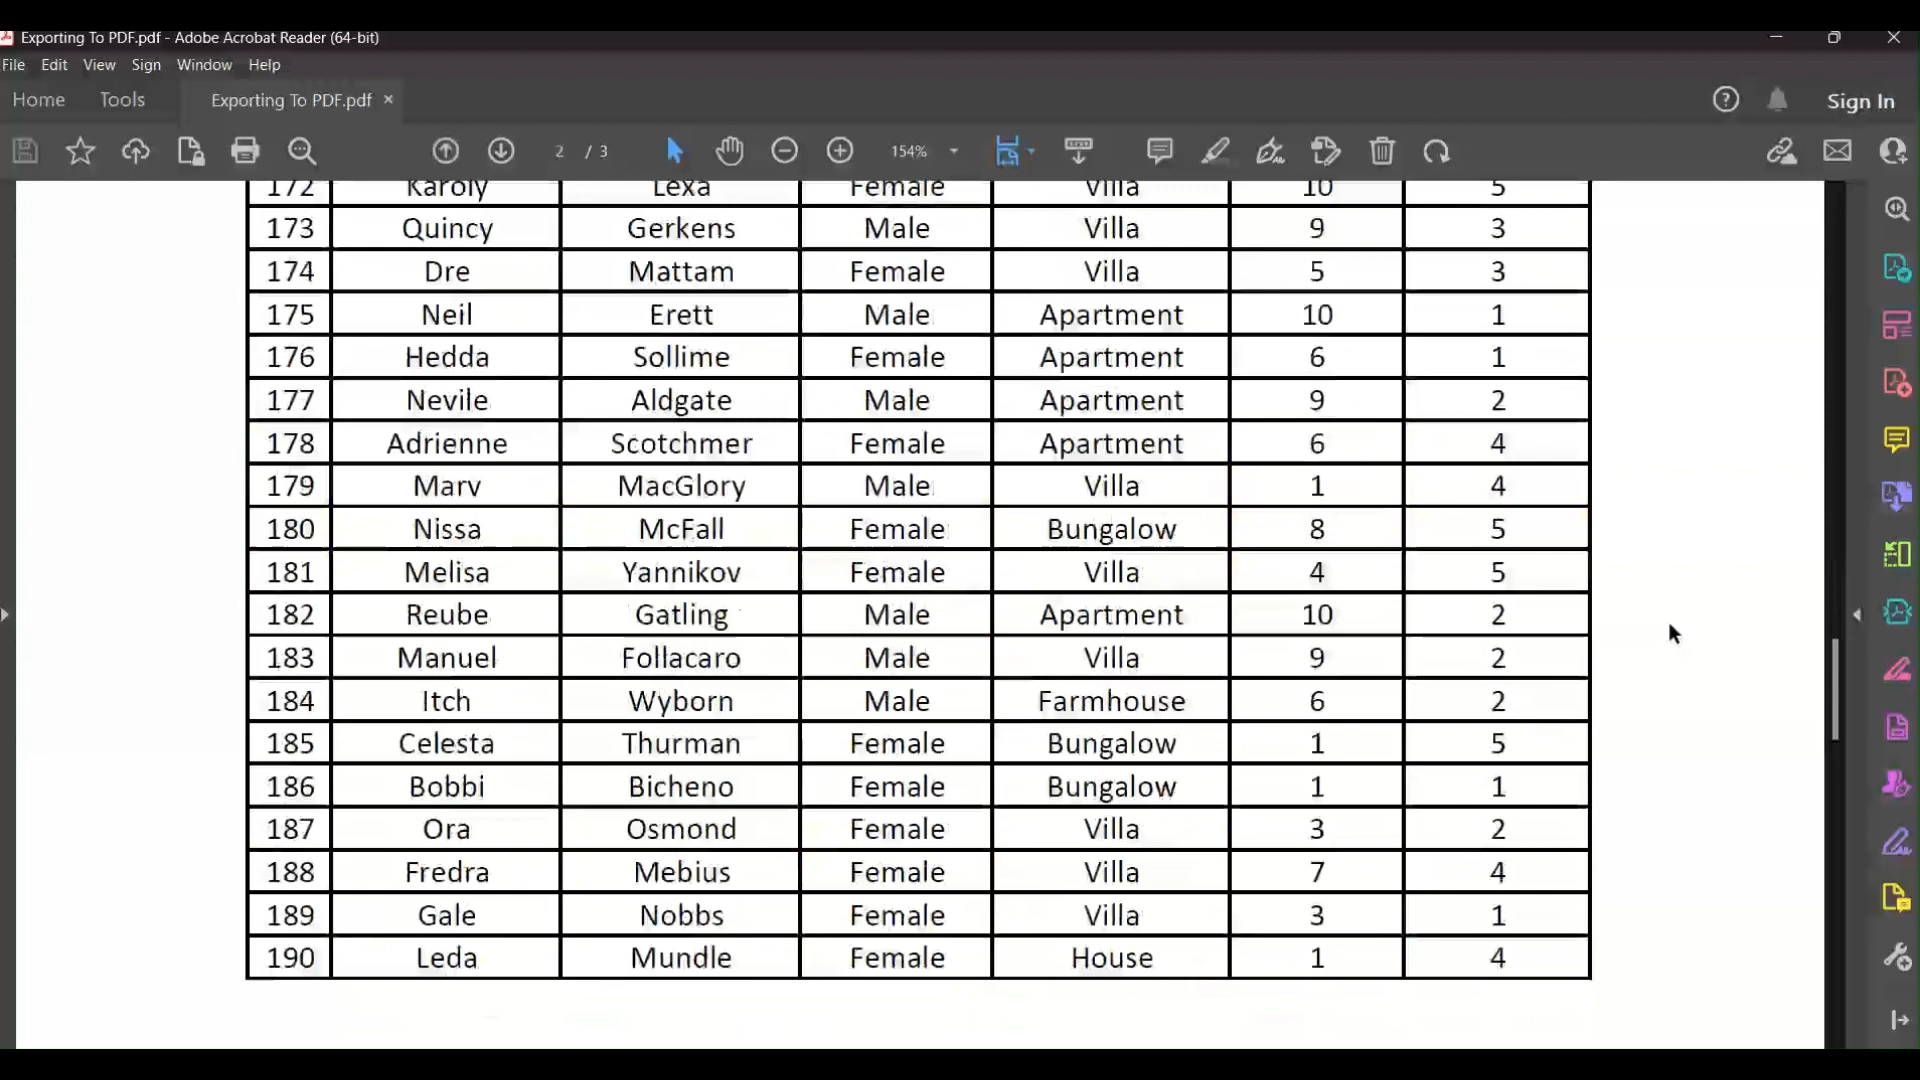 Exporting To PDF.pdf - Adobe Acrobat Reader (64-bit)
File Edit View Sign Window Help
Home Tools Exporting To PDF.pdf × Sign In
2 / 3 154%
172 Karoly Lexa Female Villa 10 5
173 Quincy Gerkens Male Villa 9 3
174 Dre Mattam Female Villa 5 3
175 Neil Erett Male Apartment 10 1
176 Hedda Sollime Female Apartment 6 1
177 Nevile Aldgate Male Apartment 9 2
178 Adrienne Scotchmer Female Apartment 6 4
179 Marv MacGlory Male Villa 1 4
180 Nissa McFall Female Bungalow 8 5
181 Melisa Yannikov Female Villa 4 5
182 Reube Gatling Male Apartment 10 2
183 Manuel Follacaro Male Villa 9 2
184 Itch Wyborn Male Farmhouse 6 2
185 Celesta Thurman Female Bungalow 1 5
186 Bobbi Bicheno Female Bungalow 1 1
187 Ora Osmond Female Villa 3 2
188 Fredra Mebius Female Villa 7 4
189 Gale Nobbs Female Villa 3 1
190 Leda Mundle Female House 1 4